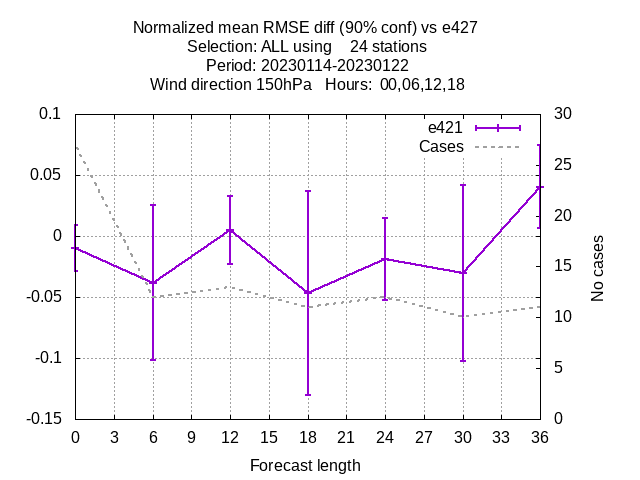 Normalized mean RMSE diff (90% conf) vs e427
Selection: ALL using    24 stations
Period: 20230114-20230122
Wind direction 150hPa   Hours:  00,06,12,18
0.1
0.05
0
-0.05
-0.1
-0.15
30
25
20
15
10
5
0
e421
Cases
No cases
0 3 6 9 12 15 18 21 24 27 30 33 36
Forecast length